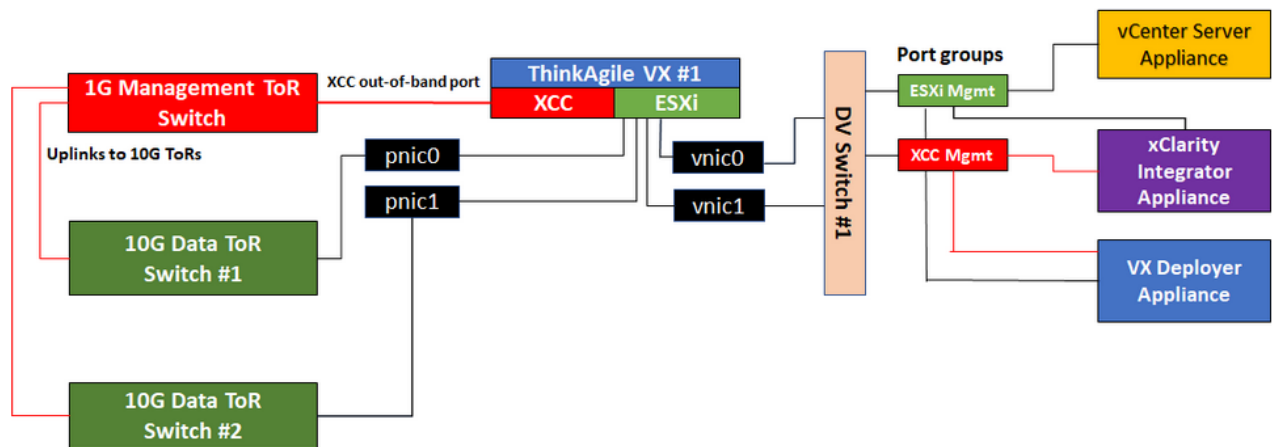 1G Management ToR
Switch
Uplinks to 10G ToRs
10G Data ToR
Switch #1
10G Data ToR
Switch #2
XCC out-of-band port
pnic0
pnic1
ThinkAgile VX #1
XCC
ESXi
vnic0
vnic1
DV Switch #1
Port groups
ESXi Mgmt
XCC Mgmt
vCenter Server
Appliance
xClarity
Integrator
Appliance
VX Deployer
Appliance